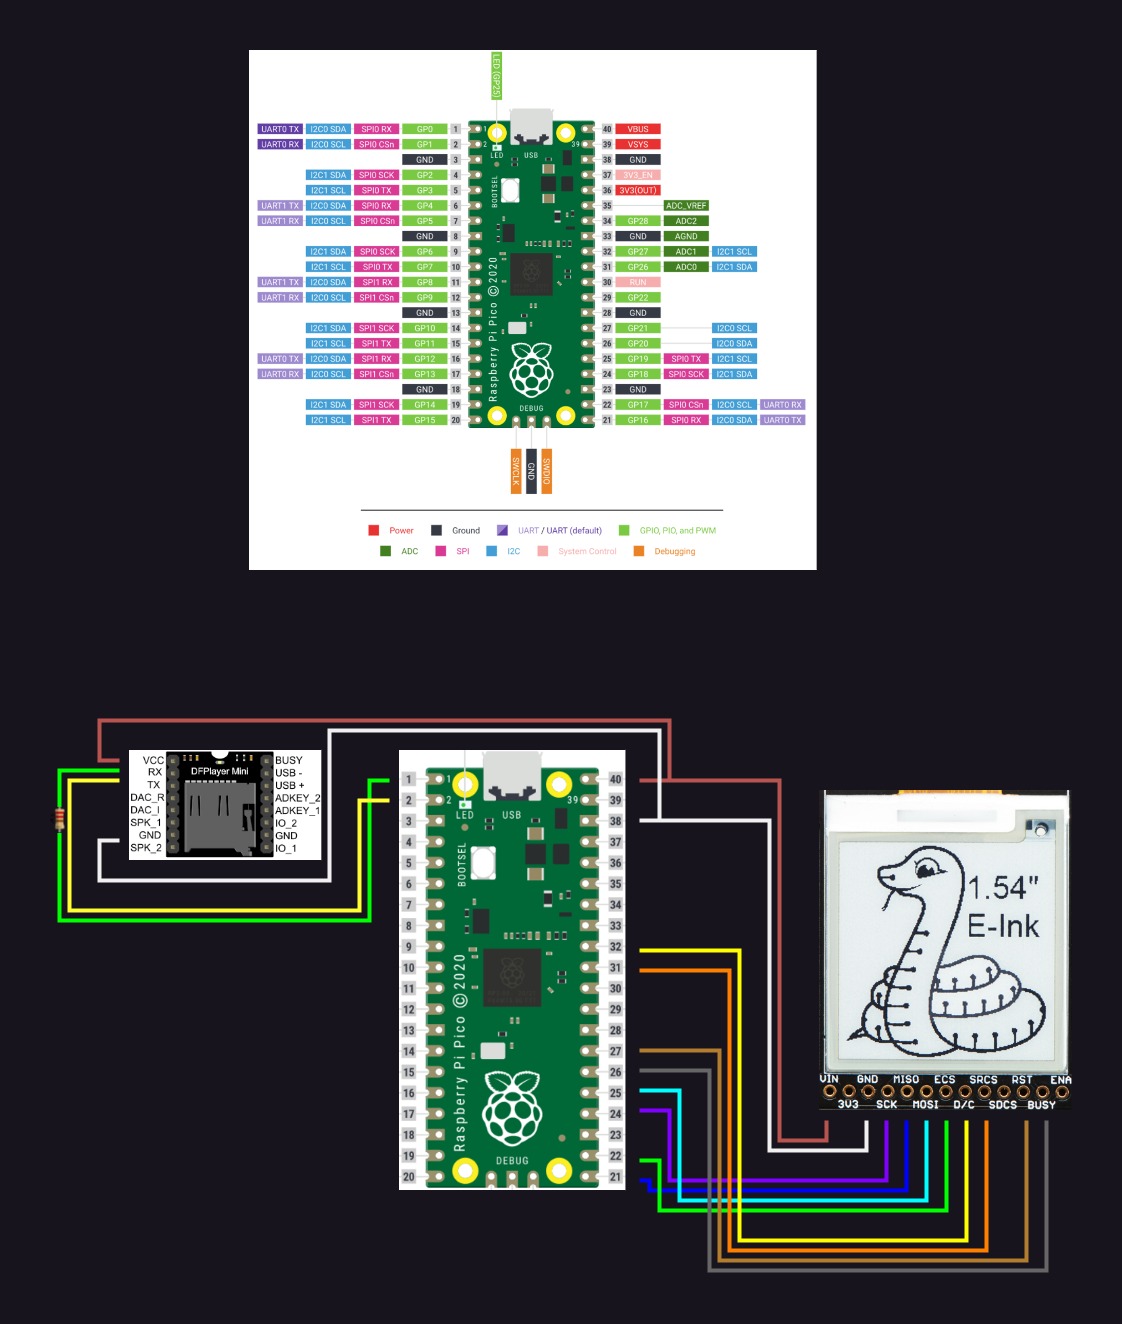 LED (GP25)
UART0 TX I2C0 SDA SPI0 RX GP0 1 1 40 VBUS
UART0 RX I2C0 SCL SPI0 CSn GP1 2 2 39 39 VSYS
GND 3 LED USB 38 GND
I2C1 SDA SPI0 SCK GP2 4 37 3V3_EN
I2C1 SCL SPI0 TX GP3 5 BOOTSEL 36 3V3(OUT)
UART1 TX I2C0 SDA SPI0 RX GP4 6 35 ADC_VREF
UART1 RX I2C0 SCL SPI0 CSn GP5 7 34 GP28 ADC2
GND 8 33 GND AGND
I2C1 SDA SPI0 SCK GP6 9 32 GP27 ADC1 I2C1 SCL
I2C1 SCL SPI0 TX GP7 10 31 GP26 ADC0 I2C1 SDA
UART1 TX I2C0 SDA SPI1 RX GP8 11 30 RUN
UART1 RX I2C0 SCL SPI1 CSn GP9 12 29 GP22
GND 13 28 GND
I2C1 SDA SPI1 SCK GP10 14 27 GP21 I2C0 SCL
I2C1 SCL SPI1 TX GP11 15 26 GP20 I2C0 SDA
UART0 TX I2C0 SDA SPI1 RX GP12 16 25 GP19 SPI0 TX I2C1 SCL
UART0 RX I2C0 SCL SPI1 CSn GP13 17 24 GP18 SPI0 SCK I2C1 SDA
GND 18 23 GND
I2C1 SDA SPI1 SCK GP14 19 22 GP17 SPI0 CSn I2C0 SCL UART0 RX
I2C1 SCL SPI1 TX GP15 20 21 GP16 SPI0 RX I2C0 SDA UART0 TX
Raspberry Pi Pico © 2020
DEBUG
SWCLK GND SWDIO
Power Ground UART / UART (default) GPIO, PIO, and PWM
ADC SPI I2C System Control Debugging
DFPlayer Mini
VCC BUSY
RX USB -
TX USB +
DAC_R ADKEY_2
DAC_I ADKEY_1
SPK_1 IO_2
GND GND
SPK_2 IO_1
1 1 40
2 2 39 39
3 LED USB 38
4 37
5 BOOTSEL 36
6 35
7 34
8 33
9 32
10 31
11 30
12 29
13 28
14 27
15 26
16 25
17 24
18 23
19 22
20 21
Raspberry Pi Pico © 2020
DEBUG
1.54"
E-Ink
VIN GND MISO ECS SRCS RST ENA
3V3 SCK MOSI D/C SDCS BUSY